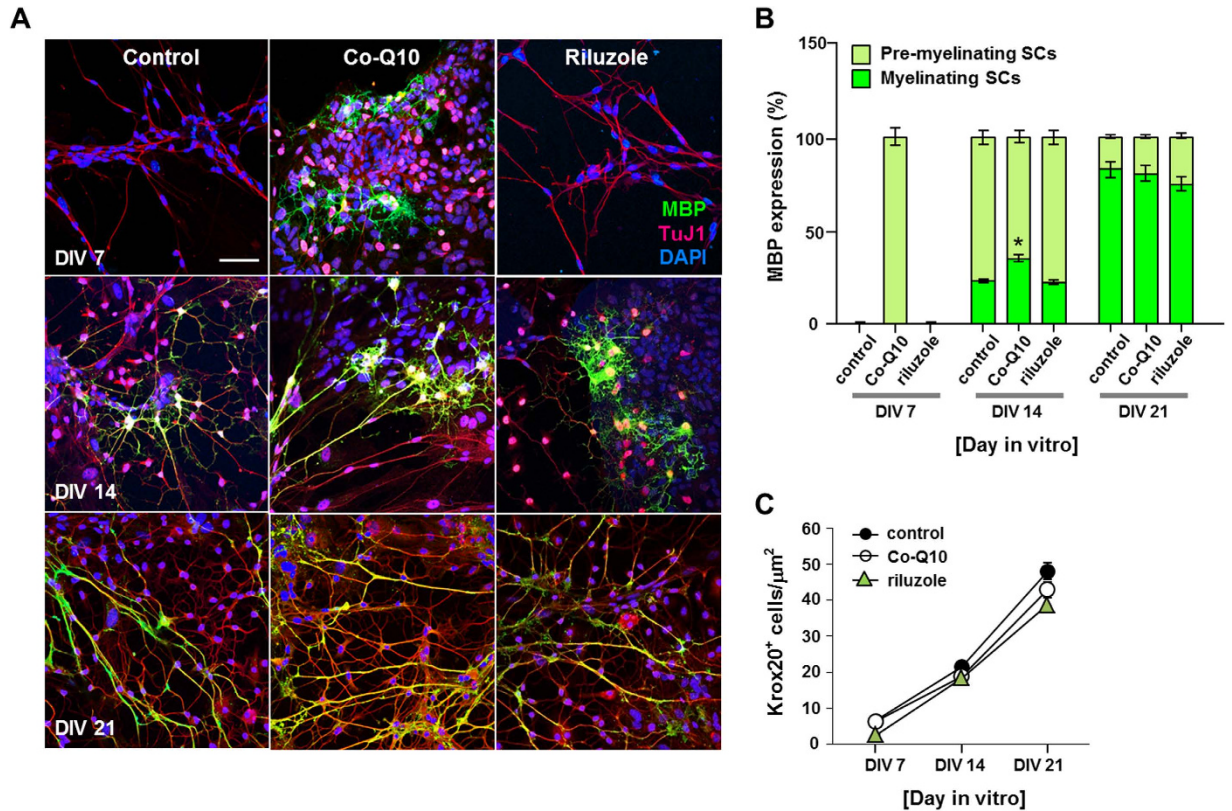 A
Control
Co-Q10
Riluzole
MBP
TuJ1
DAPI
DIV 7
DIV 14
DIV 21
B
150
100
50
0
MBP expression (%)
Pre-myelinating SCs
Myelinating SCs
*
control
Co-Q10
riluzole
control
Co-Q10
riluzole
control
Co-Q10
riluzole
DIV 7
DIV 14
DIV 21
[Day in vitro]
C
60
50
40
30
20
10
0
Krox20⁺ cells/μm²
control
Co-Q10
riluzole
DIV 7
DIV 14
DIV 21
[Day in vitro]